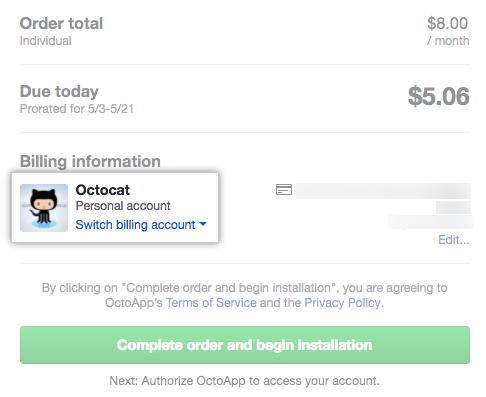 Order total
$8.00
Individual
/ month
Due today
$5.06
Prorated for 5/3-5/21
Billing information
Octocat
Personal account
Switch billing account
Edit...
By clicking on "Complete order and begin installation", you are agreeing to
OctoApp's Terms of Service and the Privacy Policy.
Complete order and begin installation
Next: Authorize OctoApp to access your account.